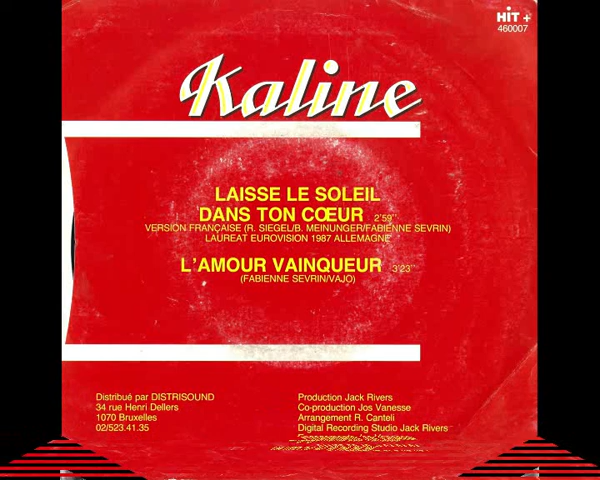 HIT +
460007
Kaline
LAISSE LE SOLEIL
DANS TON CŒUR 2'59''
VERSION FRANÇAISE (R. SIEGEL/B. MEINUNGER/FABIENNE SEVRIN)
LAUREAT EUROVISION 1987 ALLEMAGNE
L'AMOUR VAINQUEUR 3'23''
(FABIENNE SEVRIN/VAJO)
Distribué par DISTRISOUND
34 rue Henri Dellers
1070 Bruxelles
02/523.41.35
Production Jack Rivers
Co-production Jos Vanesse
Arrangement R. Canteli
Digital Recording Studio Jack Rivers